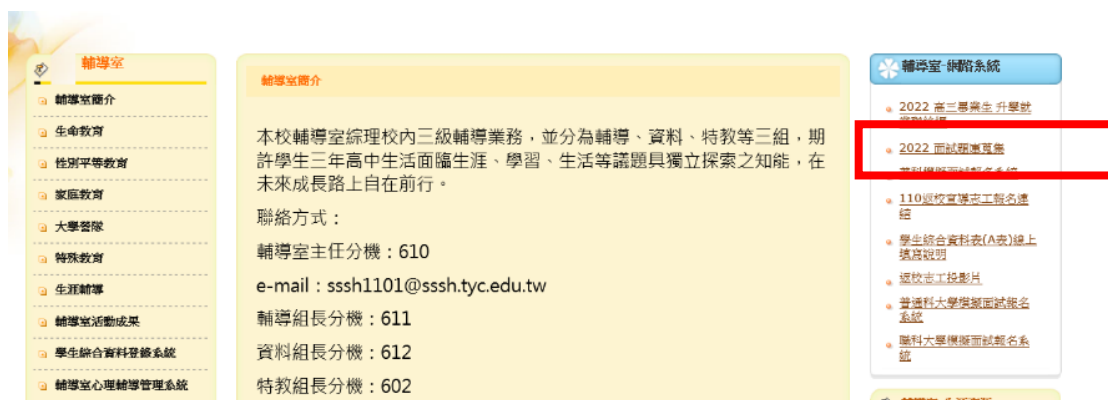 輔導室
輔導室簡介
生命教育
性別平等教育
家庭教育
大學營隊
特殊教育
生涯輔導
輔導室活動成果
學生綜合資料登錄系統
輔導室心理輔導管理系統
輔導室簡介
本校輔導室綜理校內三級輔導業務，並分為輔導、資料、特教等三組，期
許學生三年高中生活面臨生涯、學習、生活等議題具獨立探索之知能，在
未來成長路上自在前行。
聯絡方式：
輔導室主任分機：610
e-mail：sssh1101@sssh.tyc.edu.tw
輔導組長分機：611
資料組長分機：612
特教組長分機：602
輔導室-網路系統
2022 高三畢業生 升學就
2022 面試題庫蒐集
110返校宣導志工報名連
結
學生綜合資料表(A表)線上
填寫說明
返校志工投影片
普通科大學模擬面試報名
系統
職科大學模擬面試報名系
統